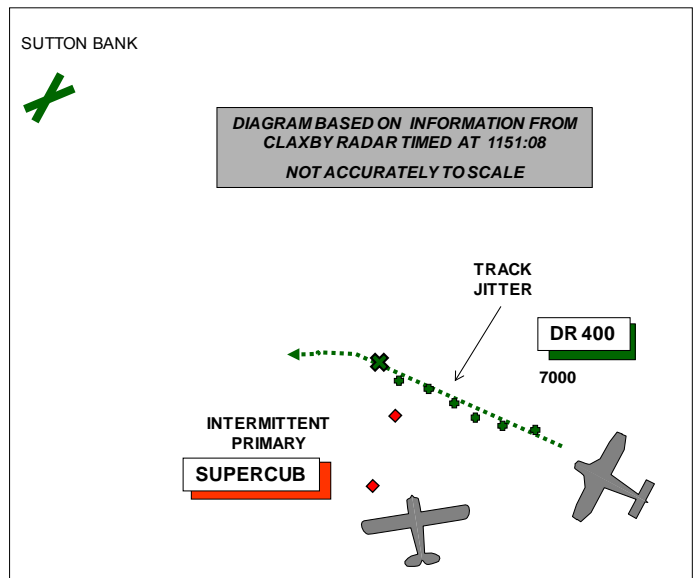 SUTTON BANK
DIAGRAM BASED ON INFORMATION FROM
CLAXBY RADAR TIMED AT 1151:08
NOT ACCURATELY TO SCALE
TRACK
JITTER
DR 400
7000
INTERMITTENT
PRIMARY
SUPERCUB